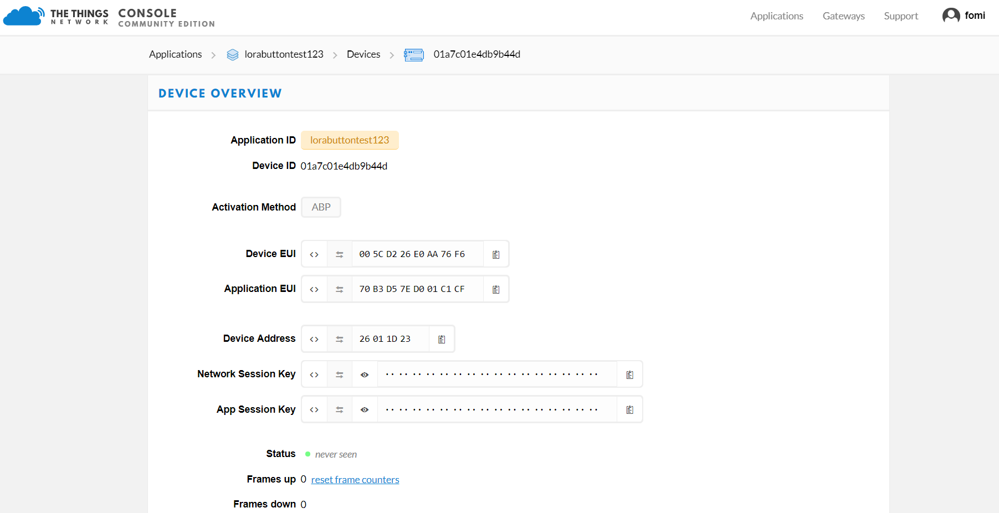 THE THINGS
NETWORK
CONSOLE
COMMUNITY EDITION
Applications Gateways Support fomi
Applications > lorabuttontest123 > Devices > 01a7c01e4db9b44d
DEVICE OVERVIEW
Application ID lorabuttontest123
Device ID 01a7c01e4db9b44d
Activation Method ABP
Device EUI <> 00 5C D2 26 E0 AA 76 F6
Application EUI <> 70 B3 D5 7E D0 01 C1 CF
Device Address <> 26 01 1D 23
Network Session Key <>
App Session Key <>
Status never seen
Frames up 0 reset frame counters
Frames down 0